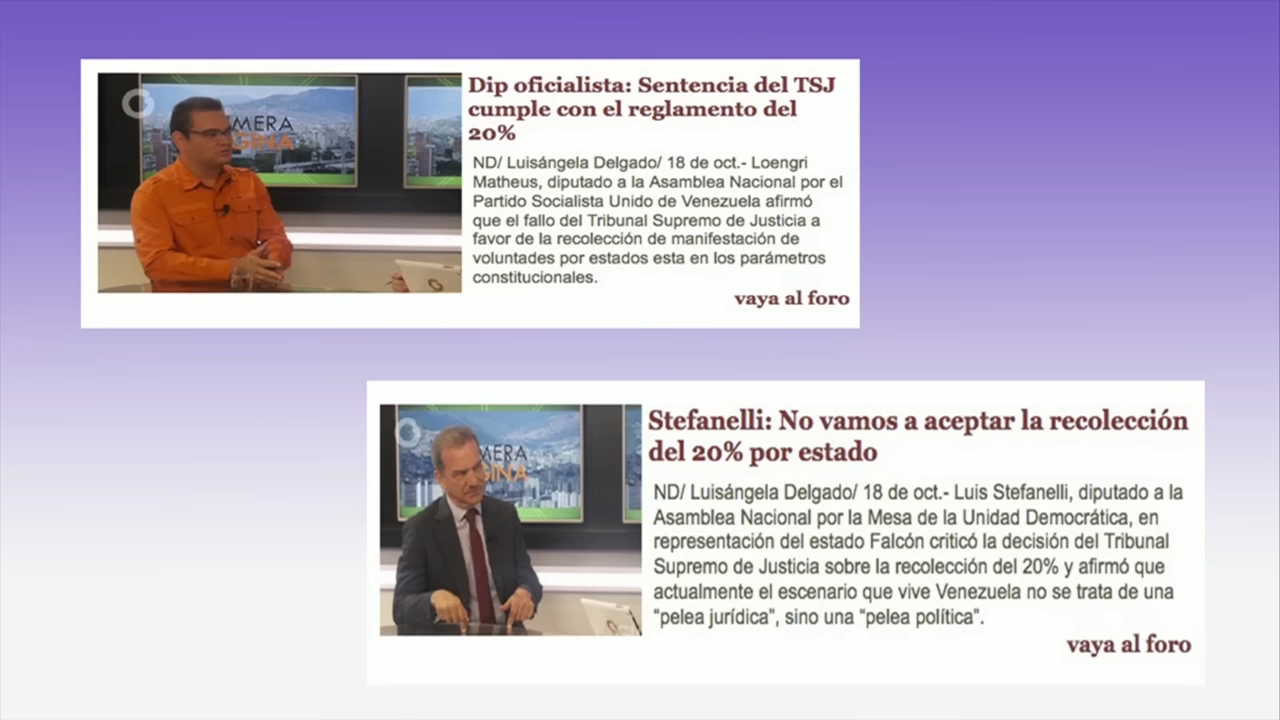 MERA
GINA
Dip oficialista: Sentencia del TSJ
cumple con el reglamento del
20%
ND/ Luisángela Delgado/ 18 de oct.- Loengri
Matheus, diputado a la Asamblea Nacional por el
Partido Socialista Unido de Venezuela afirmó
que el fallo del Tribunal Supremo de Justicia a
favor de la recolección de manifestación de
voluntades por estados esta en los parámetros
constitucionales.
vaya al foro
MERA
GINA
Stefanelli: No vamos a aceptar la recolección
del 20% por estado
ND/ Luisángela Delgado/ 18 de oct.- Luis Stefanelli, diputado a la
Asamblea Nacional por la Mesa de la Unidad Democrática, en
representación del estado Falcón criticó la decisión del Tribunal
Supremo de Justicia sobre la recolección del 20% y afirmó que
actualmente el escenario que vive Venezuela no se trata de una
“pelea jurídica”, sino una “pelea política”.
vaya al foro